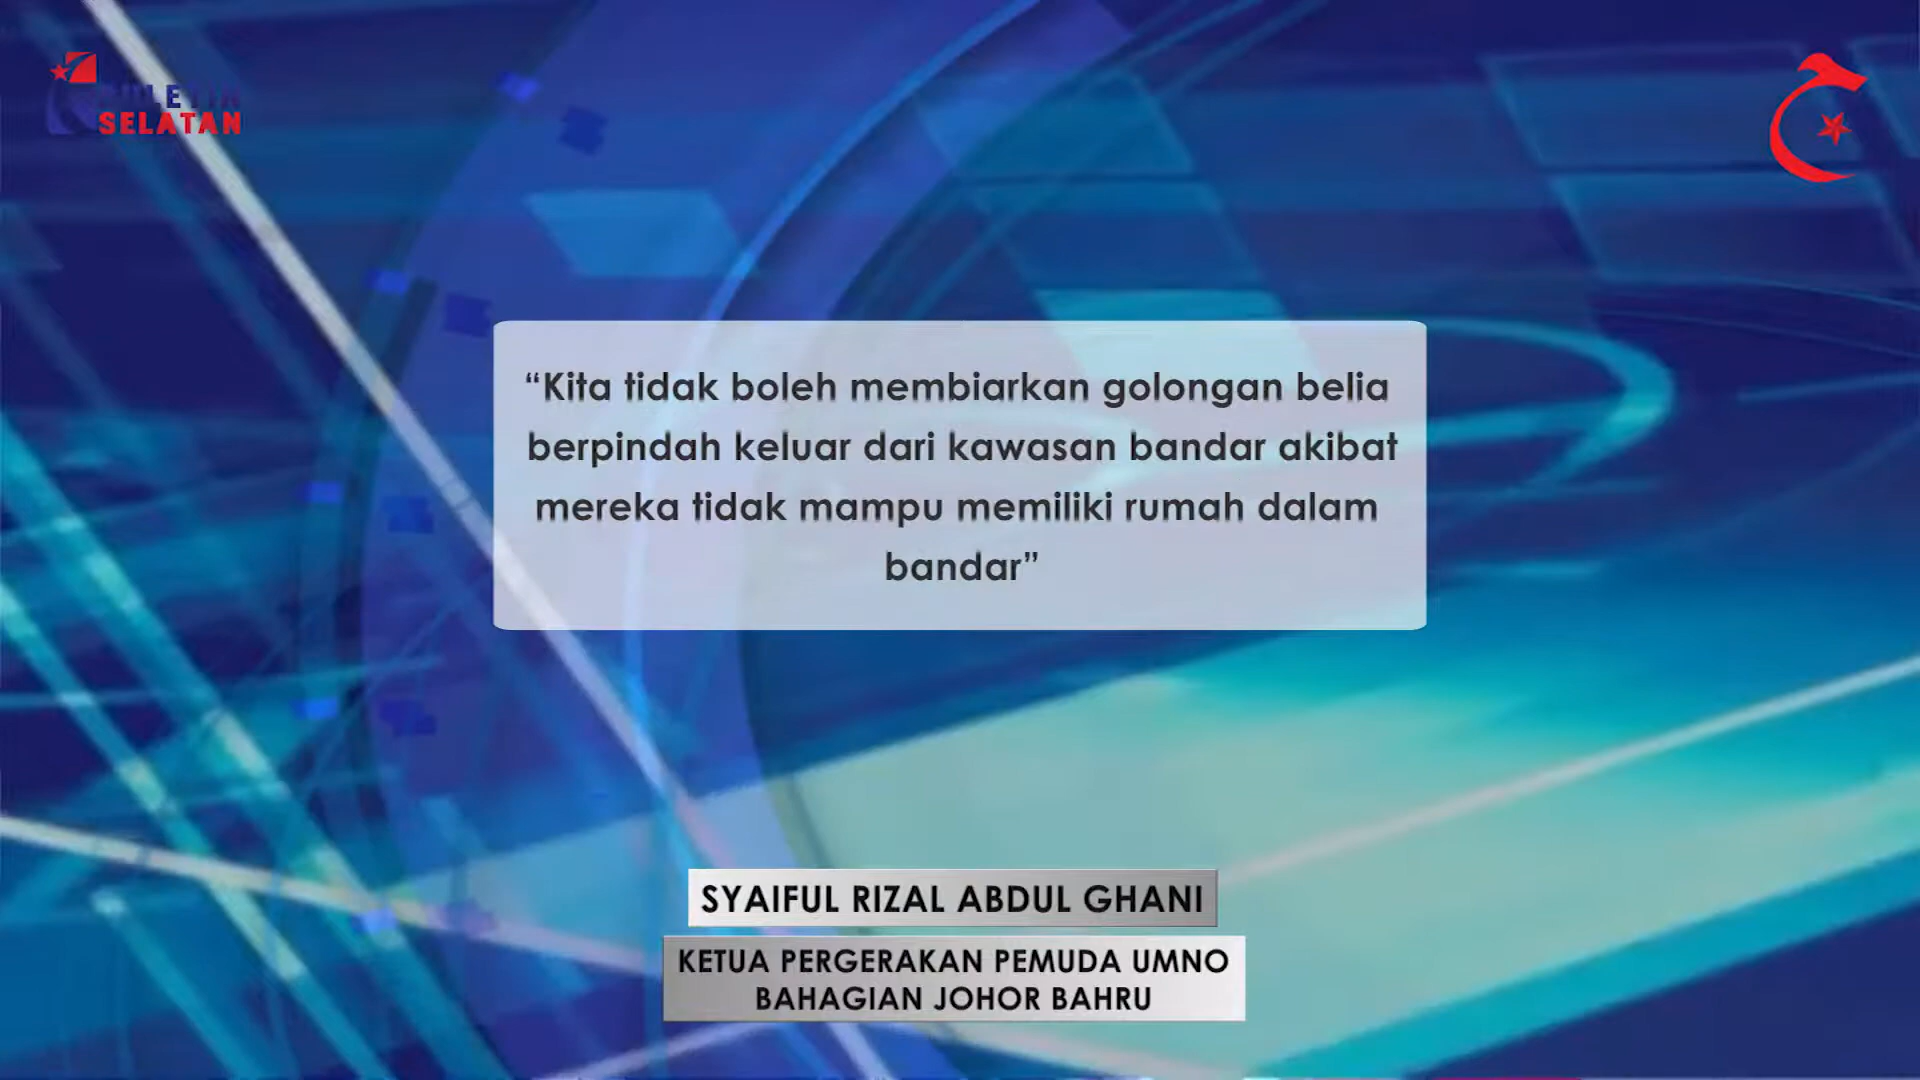 BULETIN
SELATAN
“Kita tidak boleh membiarkan golongan belia
berpindah keluar dari kawasan bandar akibat
mereka tidak mampu memiliki rumah dalam
bandar”
SYAIFUL RIZAL ABDUL GHANI
KETUA PERGERAKAN PEMUDA UMNO
BAHAGIAN JOHOR BAHRU